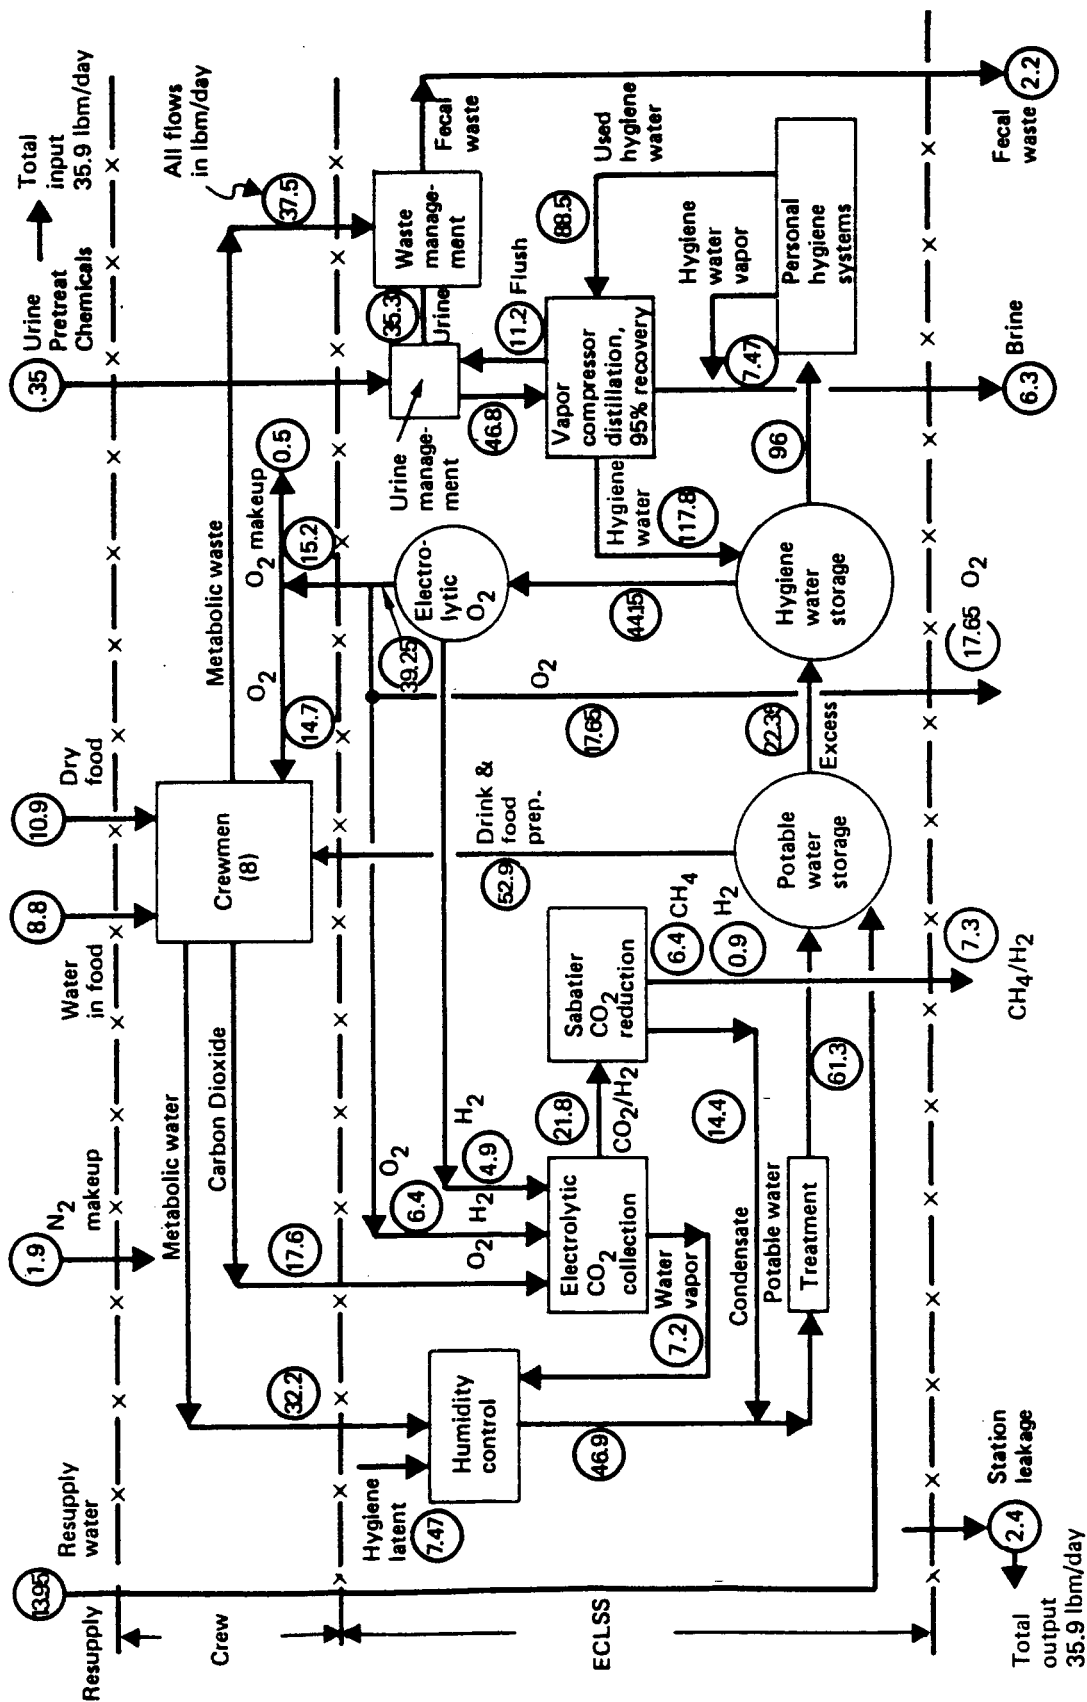 Resupply
Resupply
water
13.95
1.9
N2
makeup
8.8
Water
in food
10.9
Dry
food
.35
Urine
Pretreat
Chemicals
Total
input
35.9 lbm/day
All flows
in lbm/day
Crew
Metabolic water
Carbon Dioxide
32.2
17.6
Crewmen
(8)
Metabolic waste
O2
14.7
O2 makeup
15.2
0.5
37.5
ECLSS
Hygiene
latent
7.47
Humidity
control
46.9
O2
6.4
H2
4.9
O2
H2
Electrolytic
CO2
collection
Water
vapor
7.2
21.8
CO2/H2
Sabatier
CO2
reduction
6.4
CH4
0.9
H2
Condensate
14.4
Potable water
Treatment
61.3
Drink &
food
prep.
52.9
Potable
water
storage
22.35
Excess
O2
17.65
39.25
Electro-
lytic
O2
44.15
Hygiene
water
storage
Hygiene
water
117.8
96
Urine
manage-
ment
Urine
35.3
Waste
manage-
ment
Fecal
waste
46.8
11.2
Flush
Vapor
compressor
distillation,
95% recovery
88.5
Used
hygiene
water
Hygiene
water
vapor
7.47
Personal
hygiene
systems
Total
output
35.9 lbm/day
2.4
Station
leakage
7.3
CH4/H2
17.65
O2
6.3
Brine
Fecal
waste
2.2